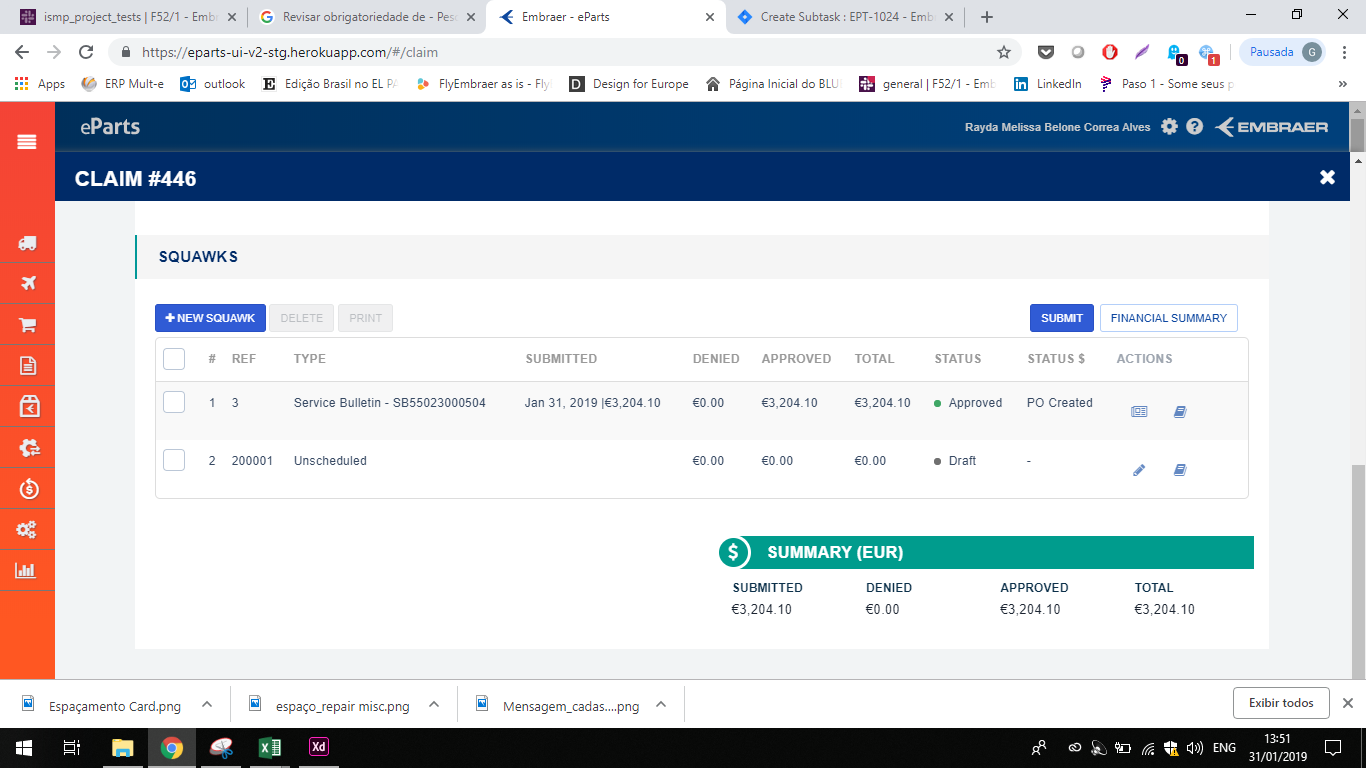 ismp_project_tests | F52/1 - Embr
Revisar obrigatoriedade de - Pesq
Embraer - eParts
Create Subtask : EPT-1024 - Emb
https://eparts-ui-v2-stg.herokuapp.com/#/claim
0
1
Pausada G
Apps
ERP Mult-e
outlook
E Edição Brasil no EL PA
FlyEmbraer as is - Fly
D Design for Europe
Página Inicial do BLU
general | F52/1 - Emb
LinkedIn
Paso 1 - Some seus p
eParts
Rayda Melissa Belone Correa Alves
EMBRAER
CLAIM #446
SQUAWKS
NEW SQUAWK DELETE PRINT SUBMIT FINANCIAL SUMMARY
# REF TYPE SUBMITTED DENIED APPROVED TOTAL STATUS STATUS $ ACTIONS
1 3 Service Bulletin - SB55023000504 Jan 31, 2019 |€3,204.10 €0.00 €3,204.10 €3,204.10 Approved PO Created
2 200001 Unscheduled €0.00 €0.00 €0.00 Draft -
$ SUMMARY (EUR)
SUBMITTED DENIED APPROVED TOTAL
€3,204.10 €0.00 €3,204.10 €3,204.10
Espaçamento Card.png
espaço_repair misc.png
Mensagem_cadas....png
Exibir todos
Xd
ENG
13:51
31/01/2019